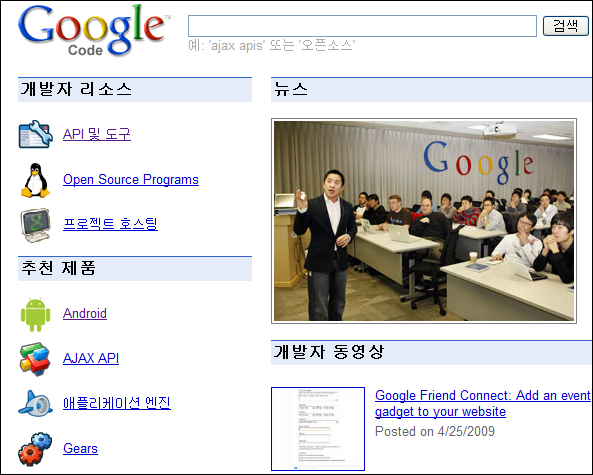 Google™
Code
검색
예: 'ajax apis' 또는 '오픈소스'
개발자 리소스
API 및 도구
Open Source Programs
프로젝트 호스팅
추천 제품
Android
AJAX API
애플리케이션 엔진
Gears
뉴스
Google
개발자 동영상
Google Friend Connect: Add an event
gadget to your website
Posted on 4/25/2009